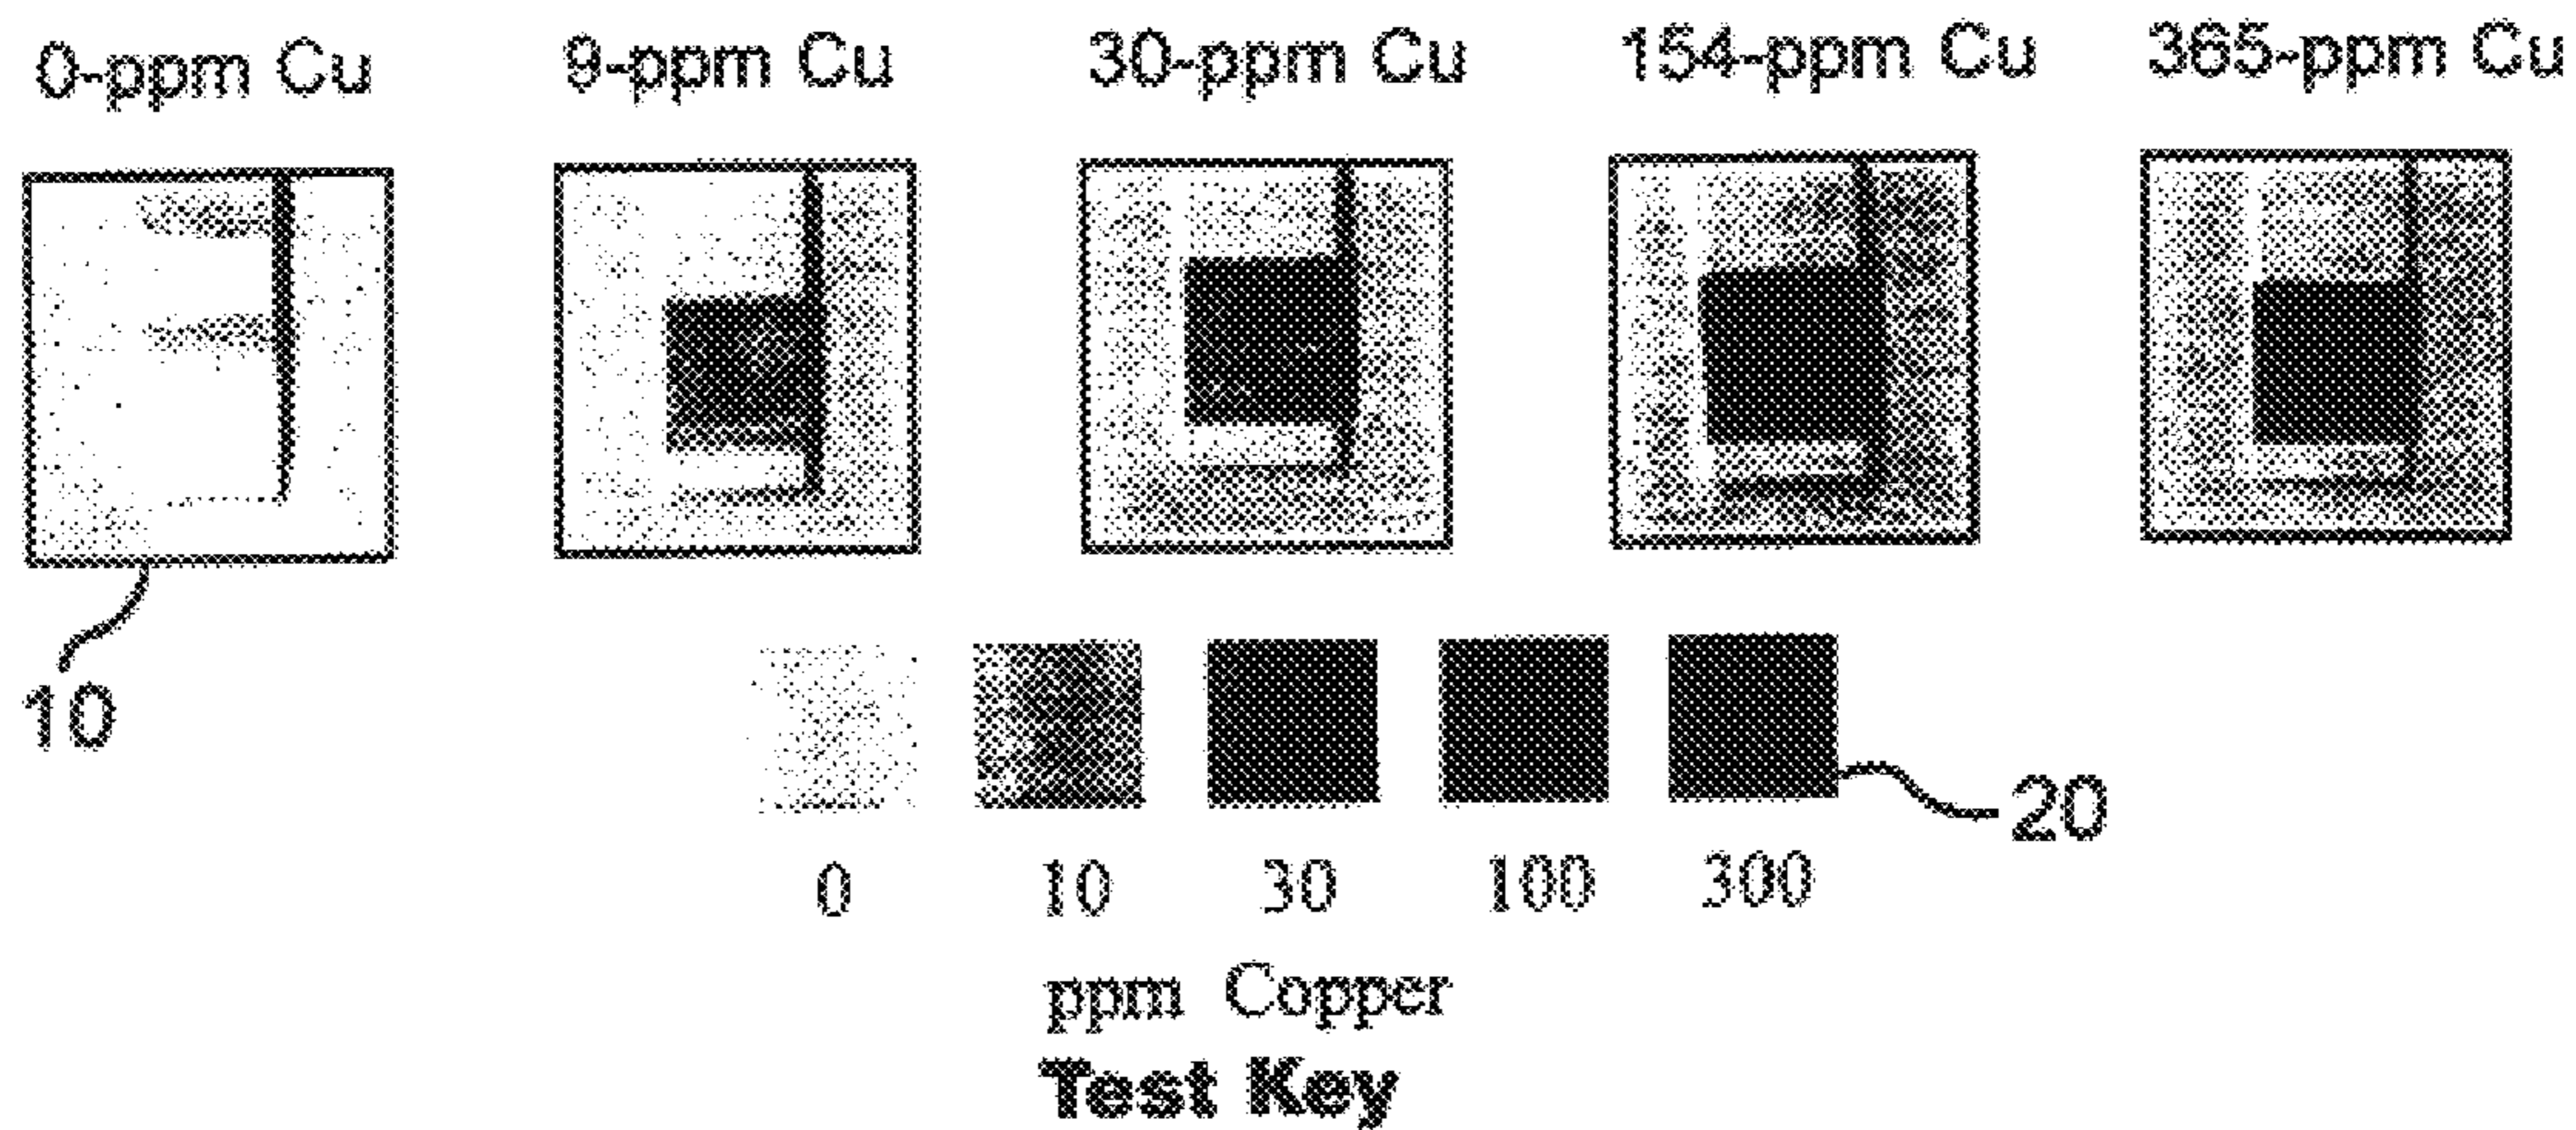 0-ppm Cu 9-ppm Cu 30-ppm Cu 154-ppm Cu 365-ppm Cu
10
20
0 10 30 100 300
ppm Copper
Test Key